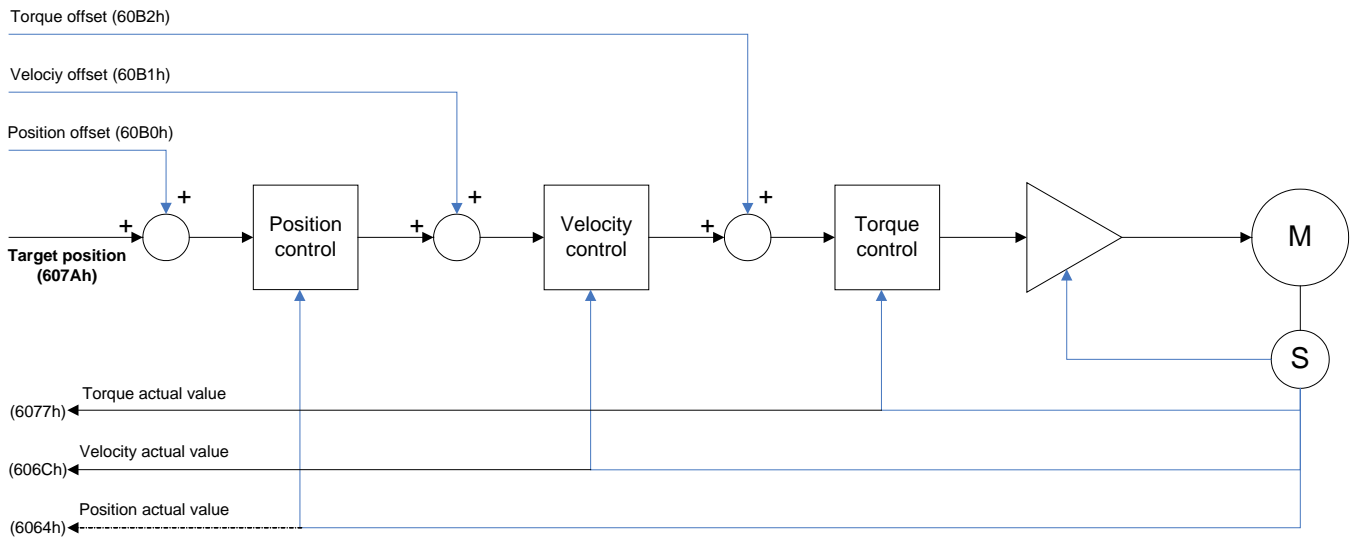 Torque offset (60B2h)
Velociy offset (60B1h)
Position offset (60B0h)
+
+
+
+
+
+
Position
control
Velocity
control
Torque
control
M
Target position
(607Ah)
S
Torque actual value
(6077h)
Velocity actual value
(606Ch)
Position actual value
(6064h)